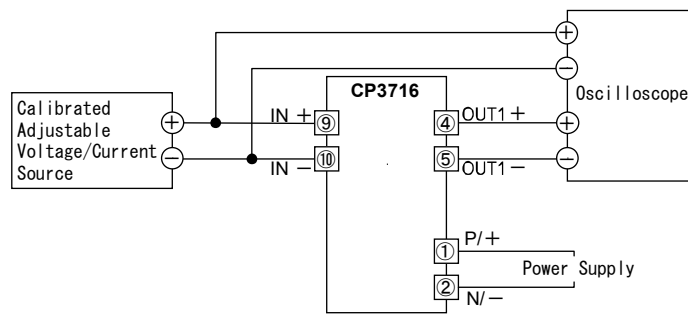 CP3716
Oscilloscope
Calibrated
Adjustable
Voltage/Current
Source
+
−
IN +
⑨
IN −
⑩
④
OUT1+
⑤
OUT1−
+
−
+
−
①
P/+
②
N/−
Power Supply